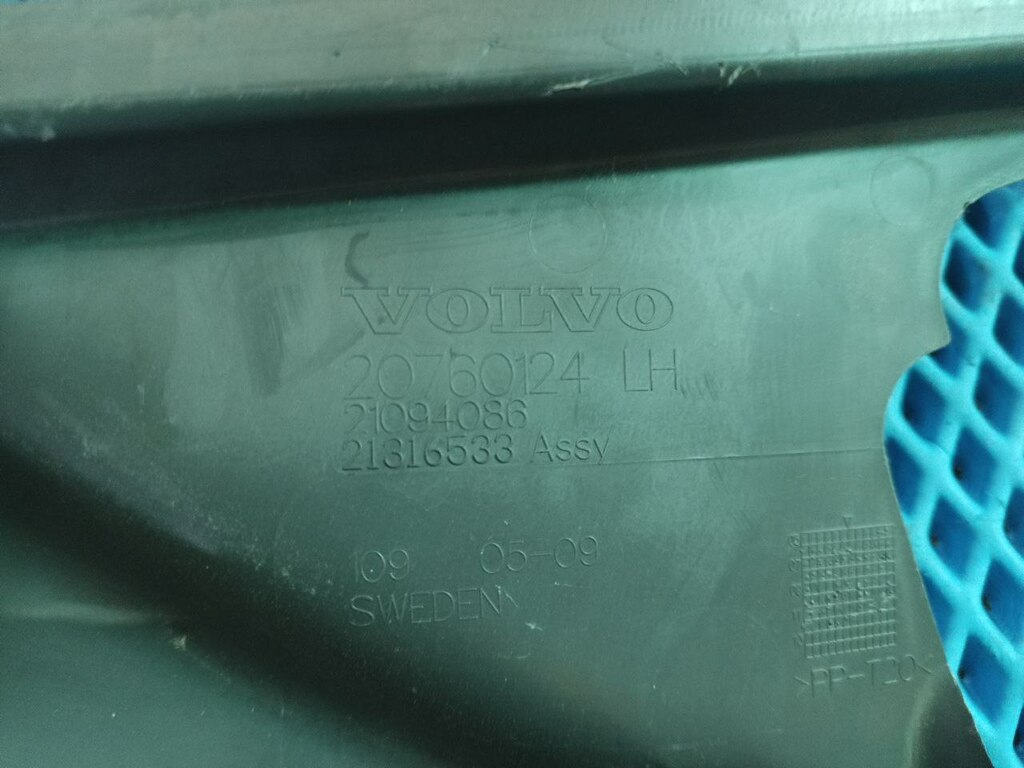 VOLVO
20760124 LH
21094086
21316533 Assy
109 05-09
SWEDEN
>PP-T20<